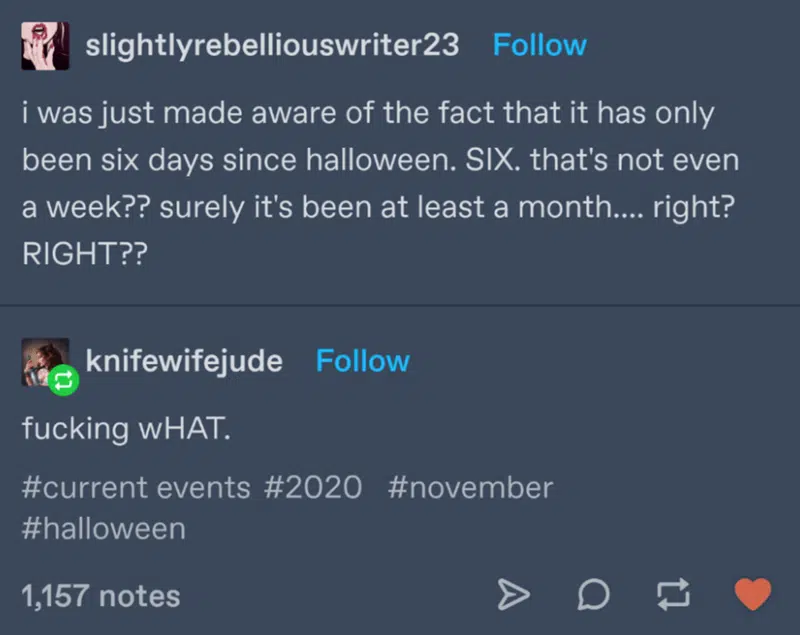 slightlyrebelliouswriter23 Follow
i was just made aware of the fact that it has only
been six days since halloween. SIX. that's not even
a week?? surely it's been at least a month.... right?
RIGHT??
knifewifejude Follow
fucking wHAT.
#current events #2020 #november
#halloween
1,157 notes